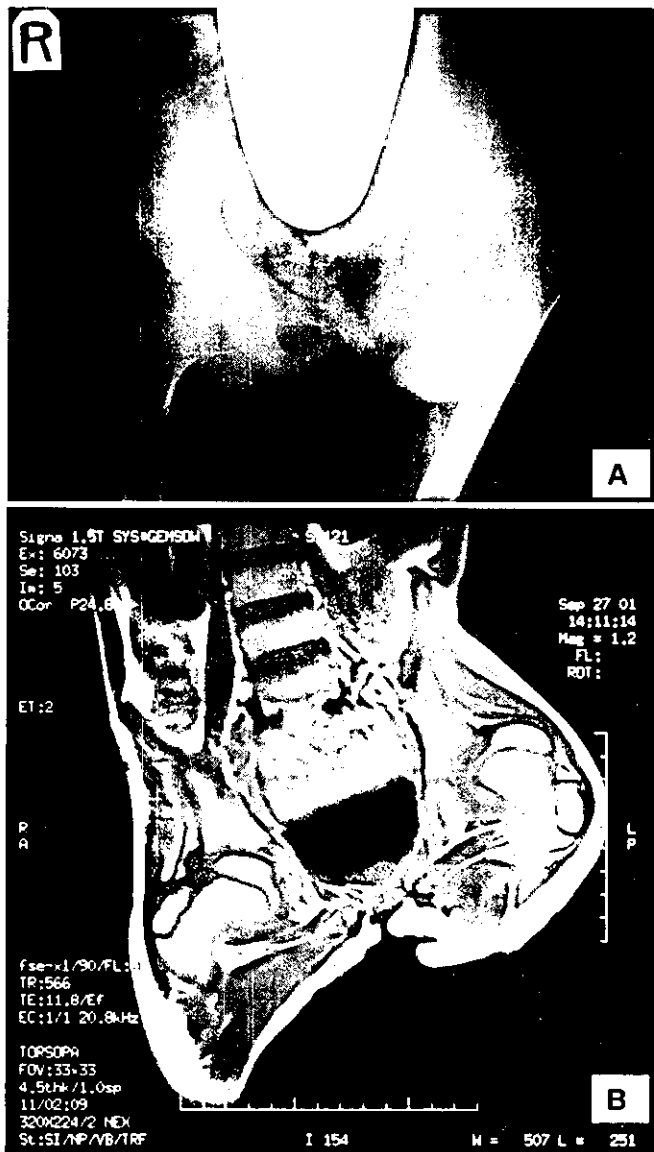 R
A
Signa 1.5T SYS#GEMSOW
Ex: 6073
Se: 103
Im: 5
OCor P24.8
Sep 27 01
14:11:14
Mag = 1.2
FL:
ROT:
ET:2
R
A
L
P
fse-xl/90/FL:
TR:566
TE:11.8/Ef
EC:1/1 20.8kHz
TORSOPA
FOV:33x33
4.5thk/1.0sp
11/02:09
320X224/2 NEX
St:SI/NP/VB/TRF
I 154
W = 507 L = 251
B